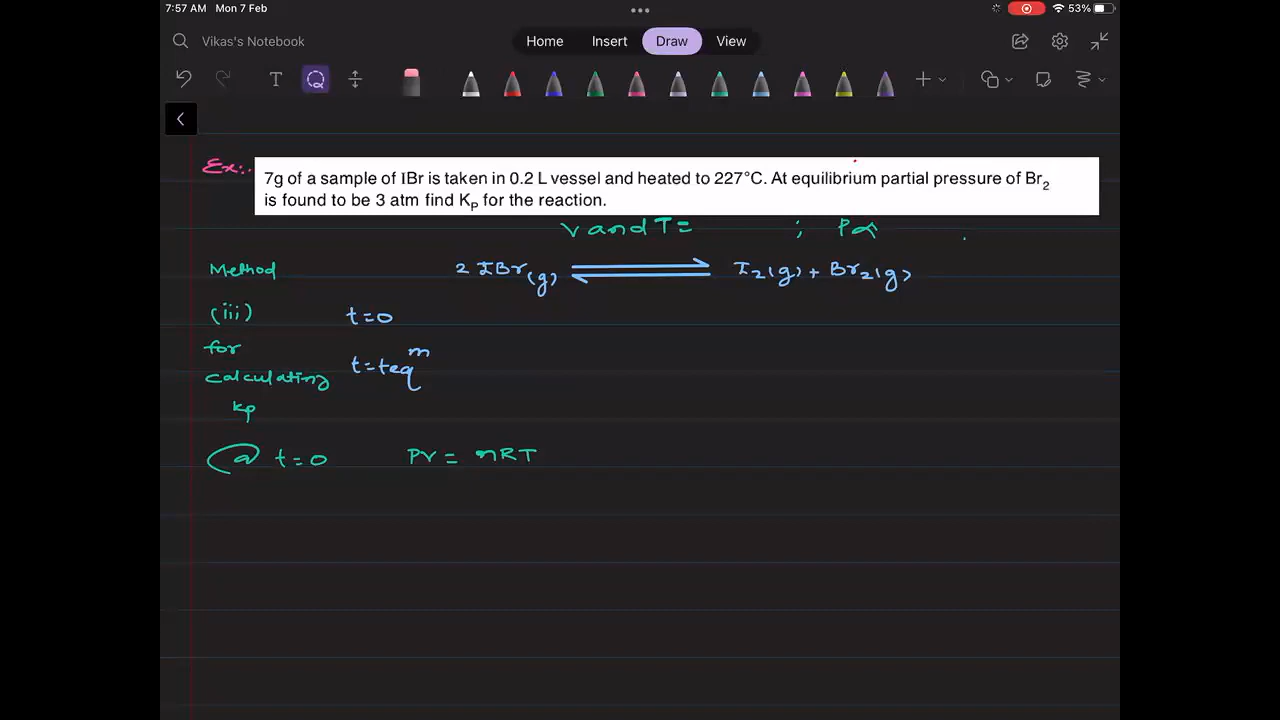 7:57 AM Mon 7 Feb
53%
Vikas's Notebook
Home Insert Draw View
Ex:-
7g of a sample of IBr is taken in 0.2 L vessel and heated to 227°C. At equilibrium partial pressure of Br₂
is found to be 3 atm find Kₚ for the reaction.
V and T = ; P∝
Method 2 IBr(g) ⇌ I₂(g) + Br₂(g)
(iii) t=0
for
calculating t=teqᵐ
Kp
@ t=0 PV = nRT